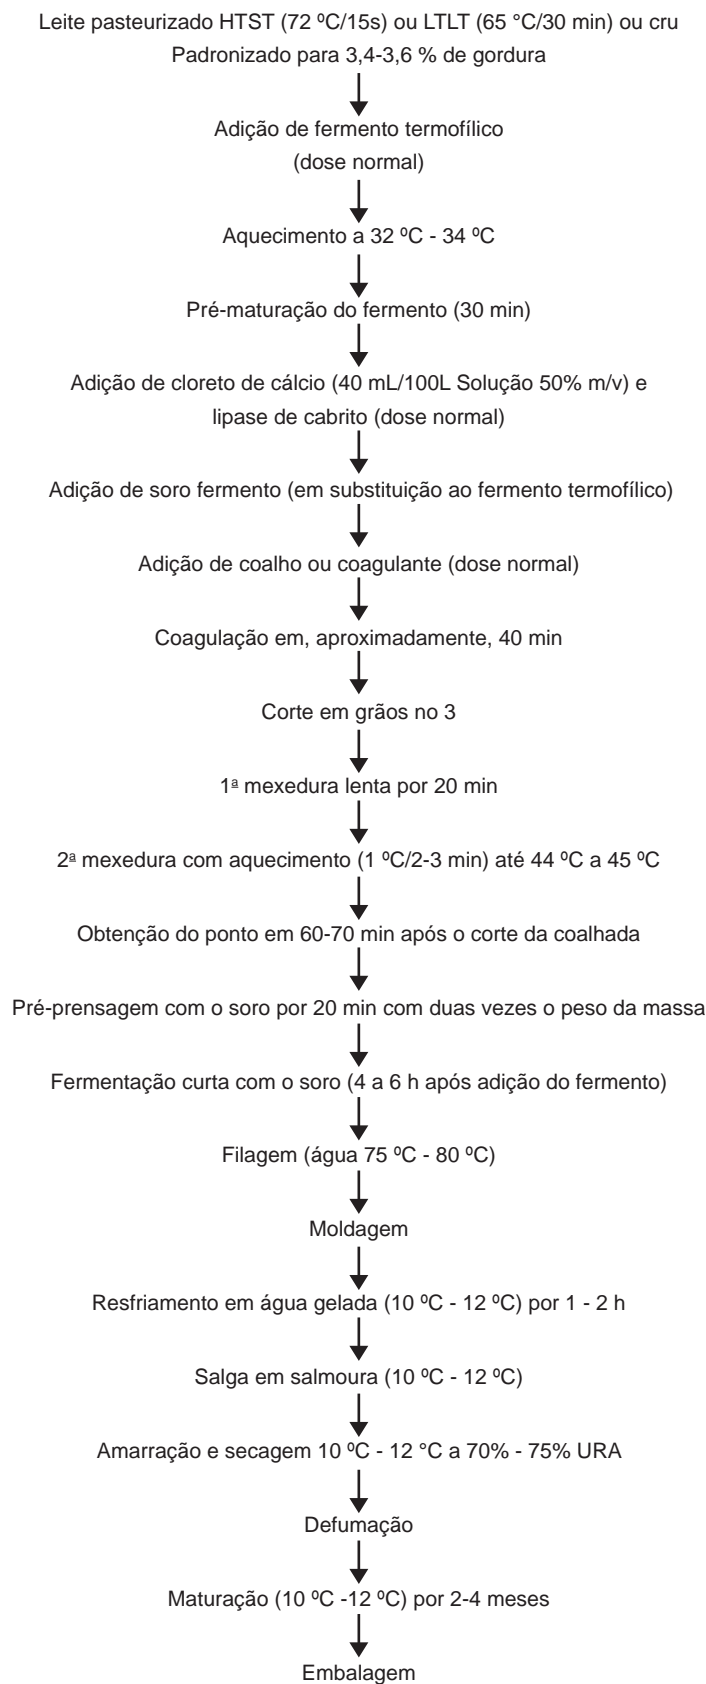 Leite pasteurizado HTST (72 ºC/15s) ou LTLT (65 °C/30 min) ou cru
Padronizado para 3,4-3,6 % de gordura
Adição de fermento termofílico
(dose normal)
Aquecimento a 32 ºC - 34 ºC
Pré-maturação do fermento (30 min)
Adição de cloreto de cálcio (40 mL/100L Solução 50% m/v) e
lipase de cabrito (dose normal)
Adição de soro fermento (em substituição ao fermento termofílico)
Adição de coalho ou coagulante (dose normal)
Coagulação em, aproximadamente, 40 min
Corte em grãos no 3
1ª mexedura lenta por 20 min
2ª mexedura com aquecimento (1 ºC/2-3 min) até 44 ºC a 45 ºC
Obtenção do ponto em 60-70 min após o corte da coalhada
Pré-prensagem com o soro por 20 min com duas vezes o peso da massa
Fermentação curta com o soro (4 a 6 h após adição do fermento)
Filagem (água 75 ºC - 80 ºC)
Moldagem
Resfriamento em água gelada (10 ºC - 12 ºC) por 1 - 2 h
Salga em salmoura (10 ºC - 12 ºC)
Amarração e secagem 10 ºC - 12 °C a 70% - 75% URA
Defumação
Maturação (10 ºC -12 ºC) por 2-4 meses
Embalagem